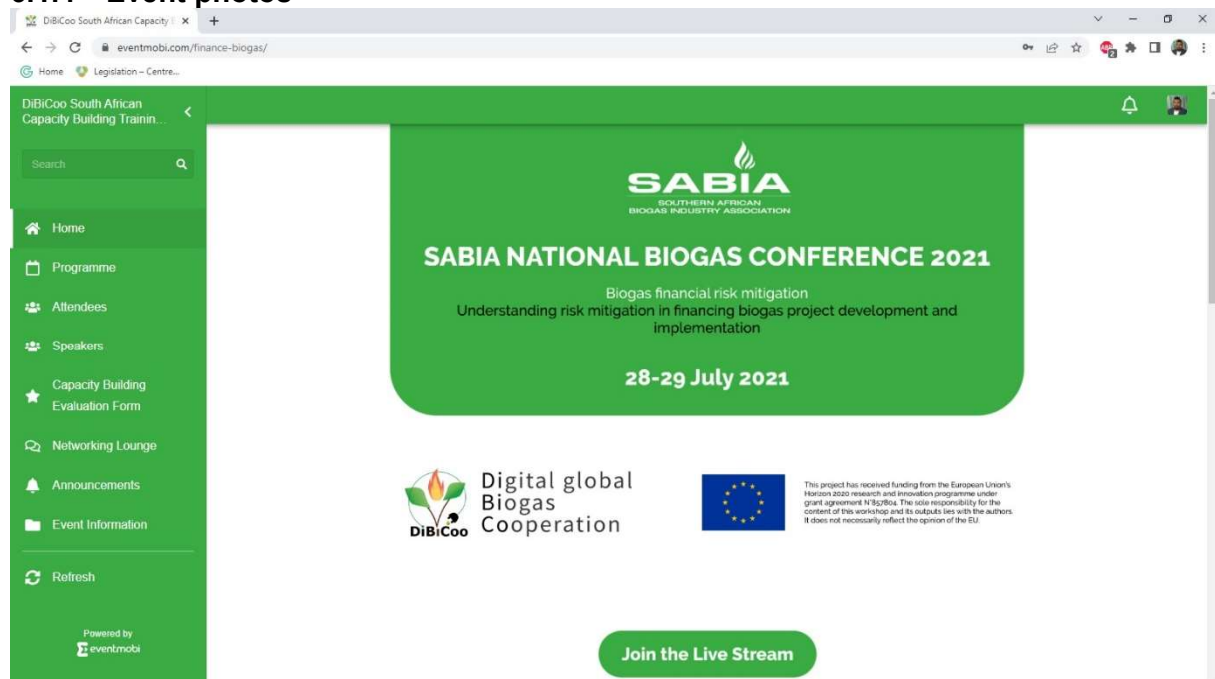 DiBiCoo South African Capacity
eventmobi.com/finance-biogas/
Home Legislation – Centre...
DiBiCoo South African
Capacity Building Trainin...
Search
Home
Programme
Attendees
Speakers
Capacity Building
Evaluation Form
Networking Lounge
Announcements
Event Information
Refresh
Powered by
eventmobi
SABIA
SOUTHERN AFRICAN
BIOGAS INDUSTRY ASSOCIATION
SABIA NATIONAL BIOGAS CONFERENCE 2021
Biogas financial risk mitigation
Understanding risk mitigation in financing biogas project development and
implementation
28-29 July 2021
DiBiCoo
Digital global
Biogas
Cooperation
This project has received funding from the European Union's
Horizon 2020 research and innovation programme under
grant agreement N°857804. The sole responsibility for the
content of this workshop and its outputs lies with the authors.
It does not necessarily reflect the opinion of the EU.
Join the Live Stream